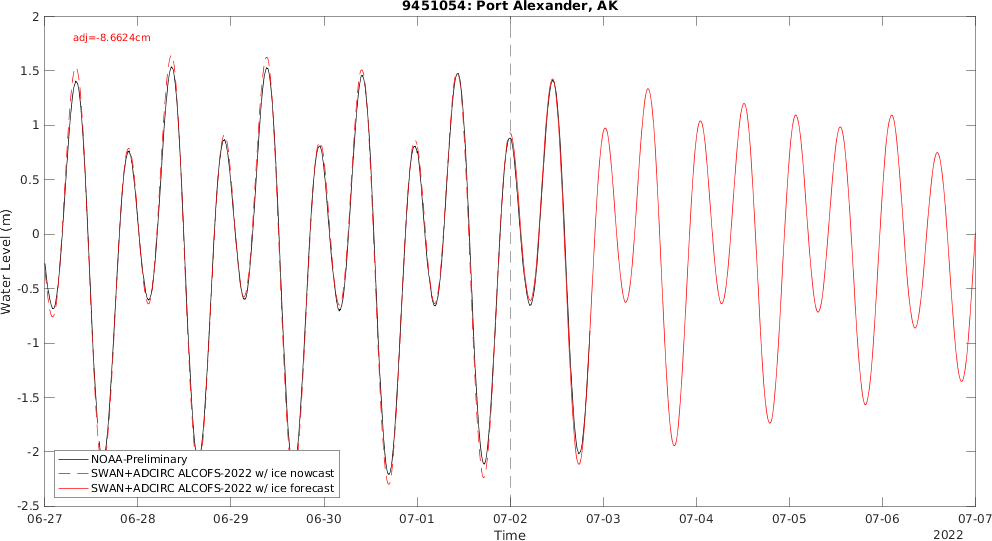 9451054: Port Alexander, AK
adj=-8.6624cm
2
1.5
1
0.5
0
-0.5
-1
-1.5
-2
-2.5
Water Level (m)
NOAA-Preliminary
SWAN+ADCIRC ALCOFS-2022 w/ ice nowcast
SWAN+ADCIRC ALCOFS-2022 w/ ice forecast
06-27 06-28 06-29 06-30 07-01 07-02 07-03 07-04 07-05 07-06 07-07
Time
2022